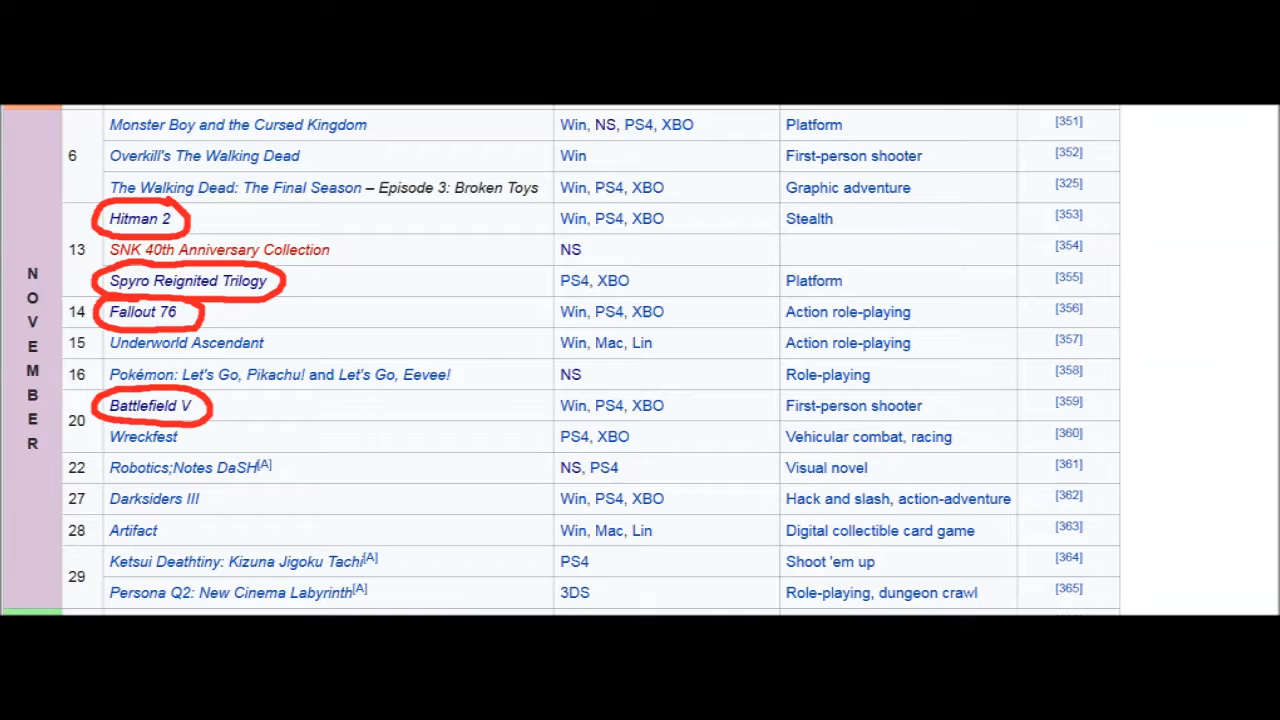 Monster Boy and the Cursed Kingdom Win, NS, PS4, XBO Platform [351]
6 Overkill's The Walking Dead Win First-person shooter [352]
The Walking Dead: The Final Season – Episode 3: Broken Toys Win, PS4, XBO Graphic adventure [325]
Hitman 2 Win, PS4, XBO Stealth [353]
13 SNK 40th Anniversary Collection NS [354]
Spyro Reignited Trilogy PS4, XBO Platform [355]
14 Fallout 76 Win, PS4, XBO Action role-playing [356]
15 Underworld Ascendant Win, Mac, Lin Action role-playing [357]
16 Pokémon: Let's Go, Pikachu! and Let's Go, Eevee! NS Role-playing [358]
Battlefield V Win, PS4, XBO First-person shooter [359]
20
Wreckfest PS4, XBO Vehicular combat, racing [360]
22 Robotics;Notes DaSH[A] NS, PS4 Visual novel [361]
27 Darksiders III Win, PS4, XBO Hack and slash, action-adventure [362]
28 Artifact Win, Mac, Lin Digital collectible card game [363]
Ketsui Deathtiny: Kizuna Jigoku Tachi[A] PS4 Shoot 'em up [364]
29
Persona Q2: New Cinema Labyrinth[A] 3DS Role-playing, dungeon crawl [365]
NOVEMBER